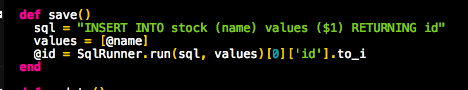 def save()
sql = "INSERT INTO stock (name) values ($1) RETURNING id"
values = [@name]
@id = SqlRunner.run(sql, values)[0]['id'].to_i
end